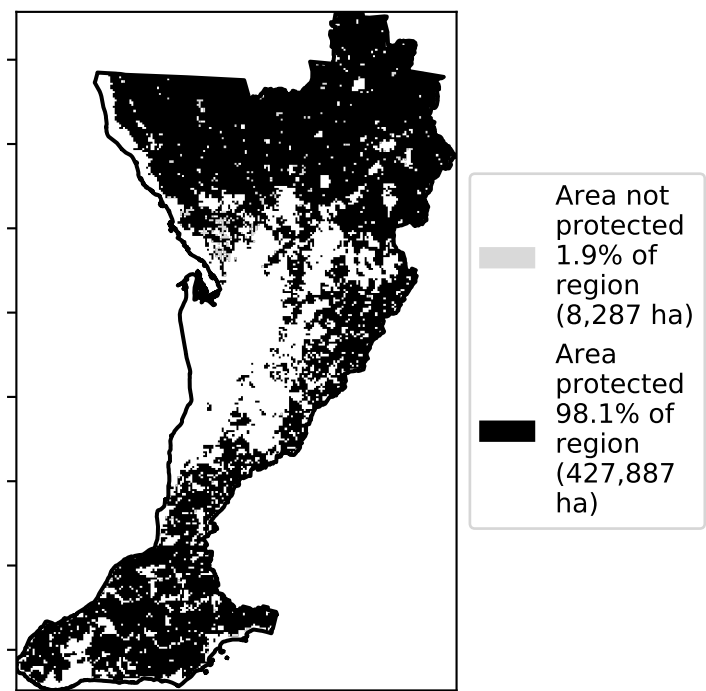 Area not
protected
1.9% of
region
(8,287 ha)
Area
protected
98.1% of
region
(427,887
ha)